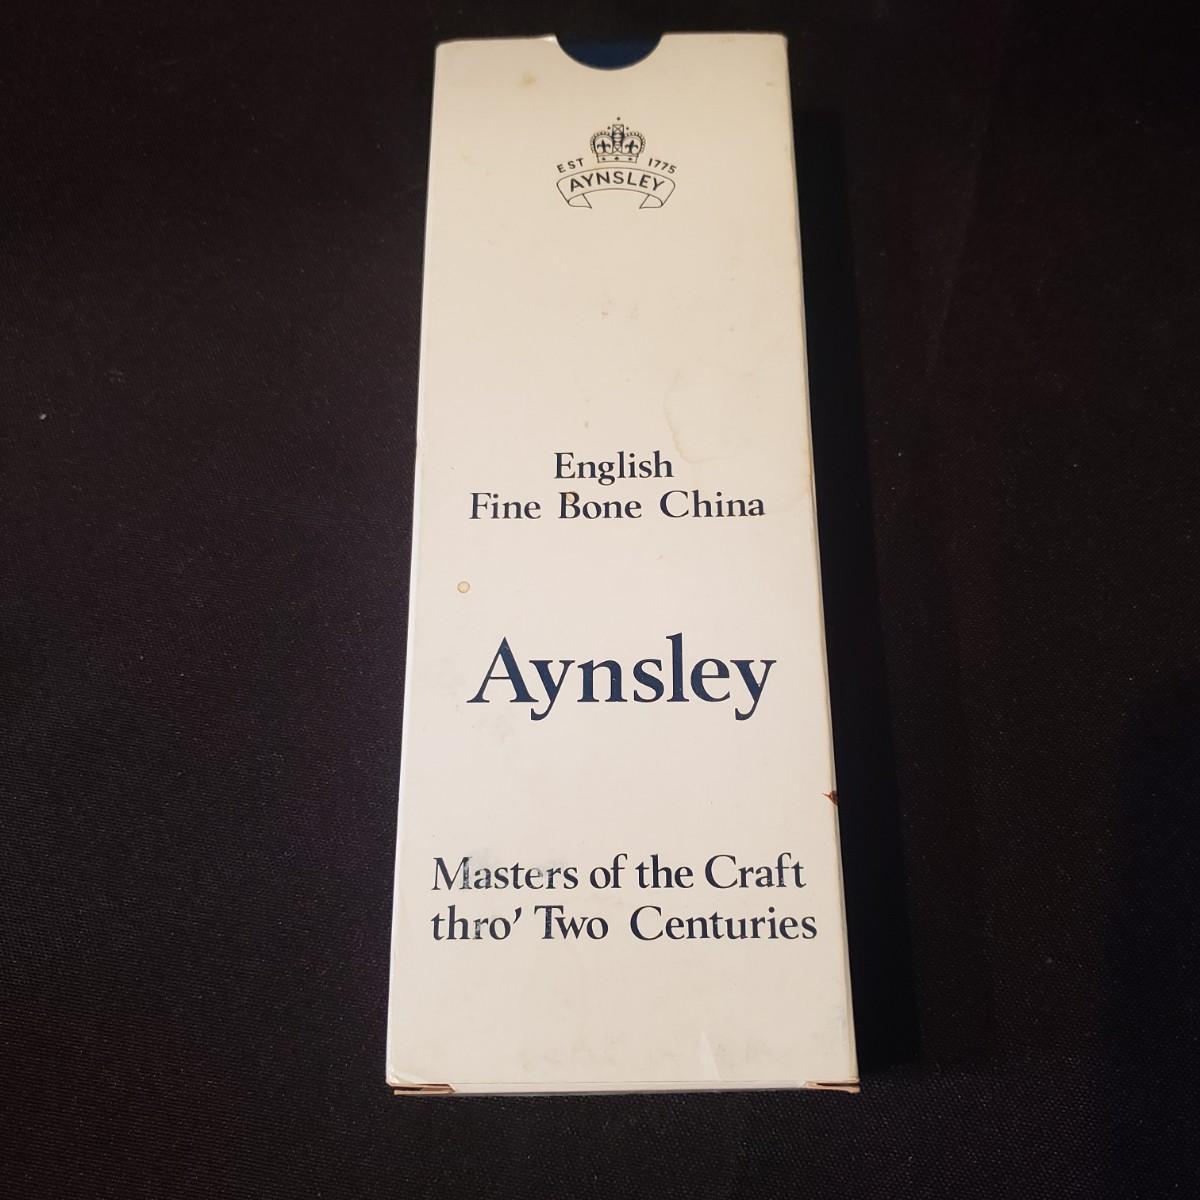 EST 1775
AYNSLEY
English
Fine Bone China
Aynsley
Masters of the Craft
thro' Two Centuries